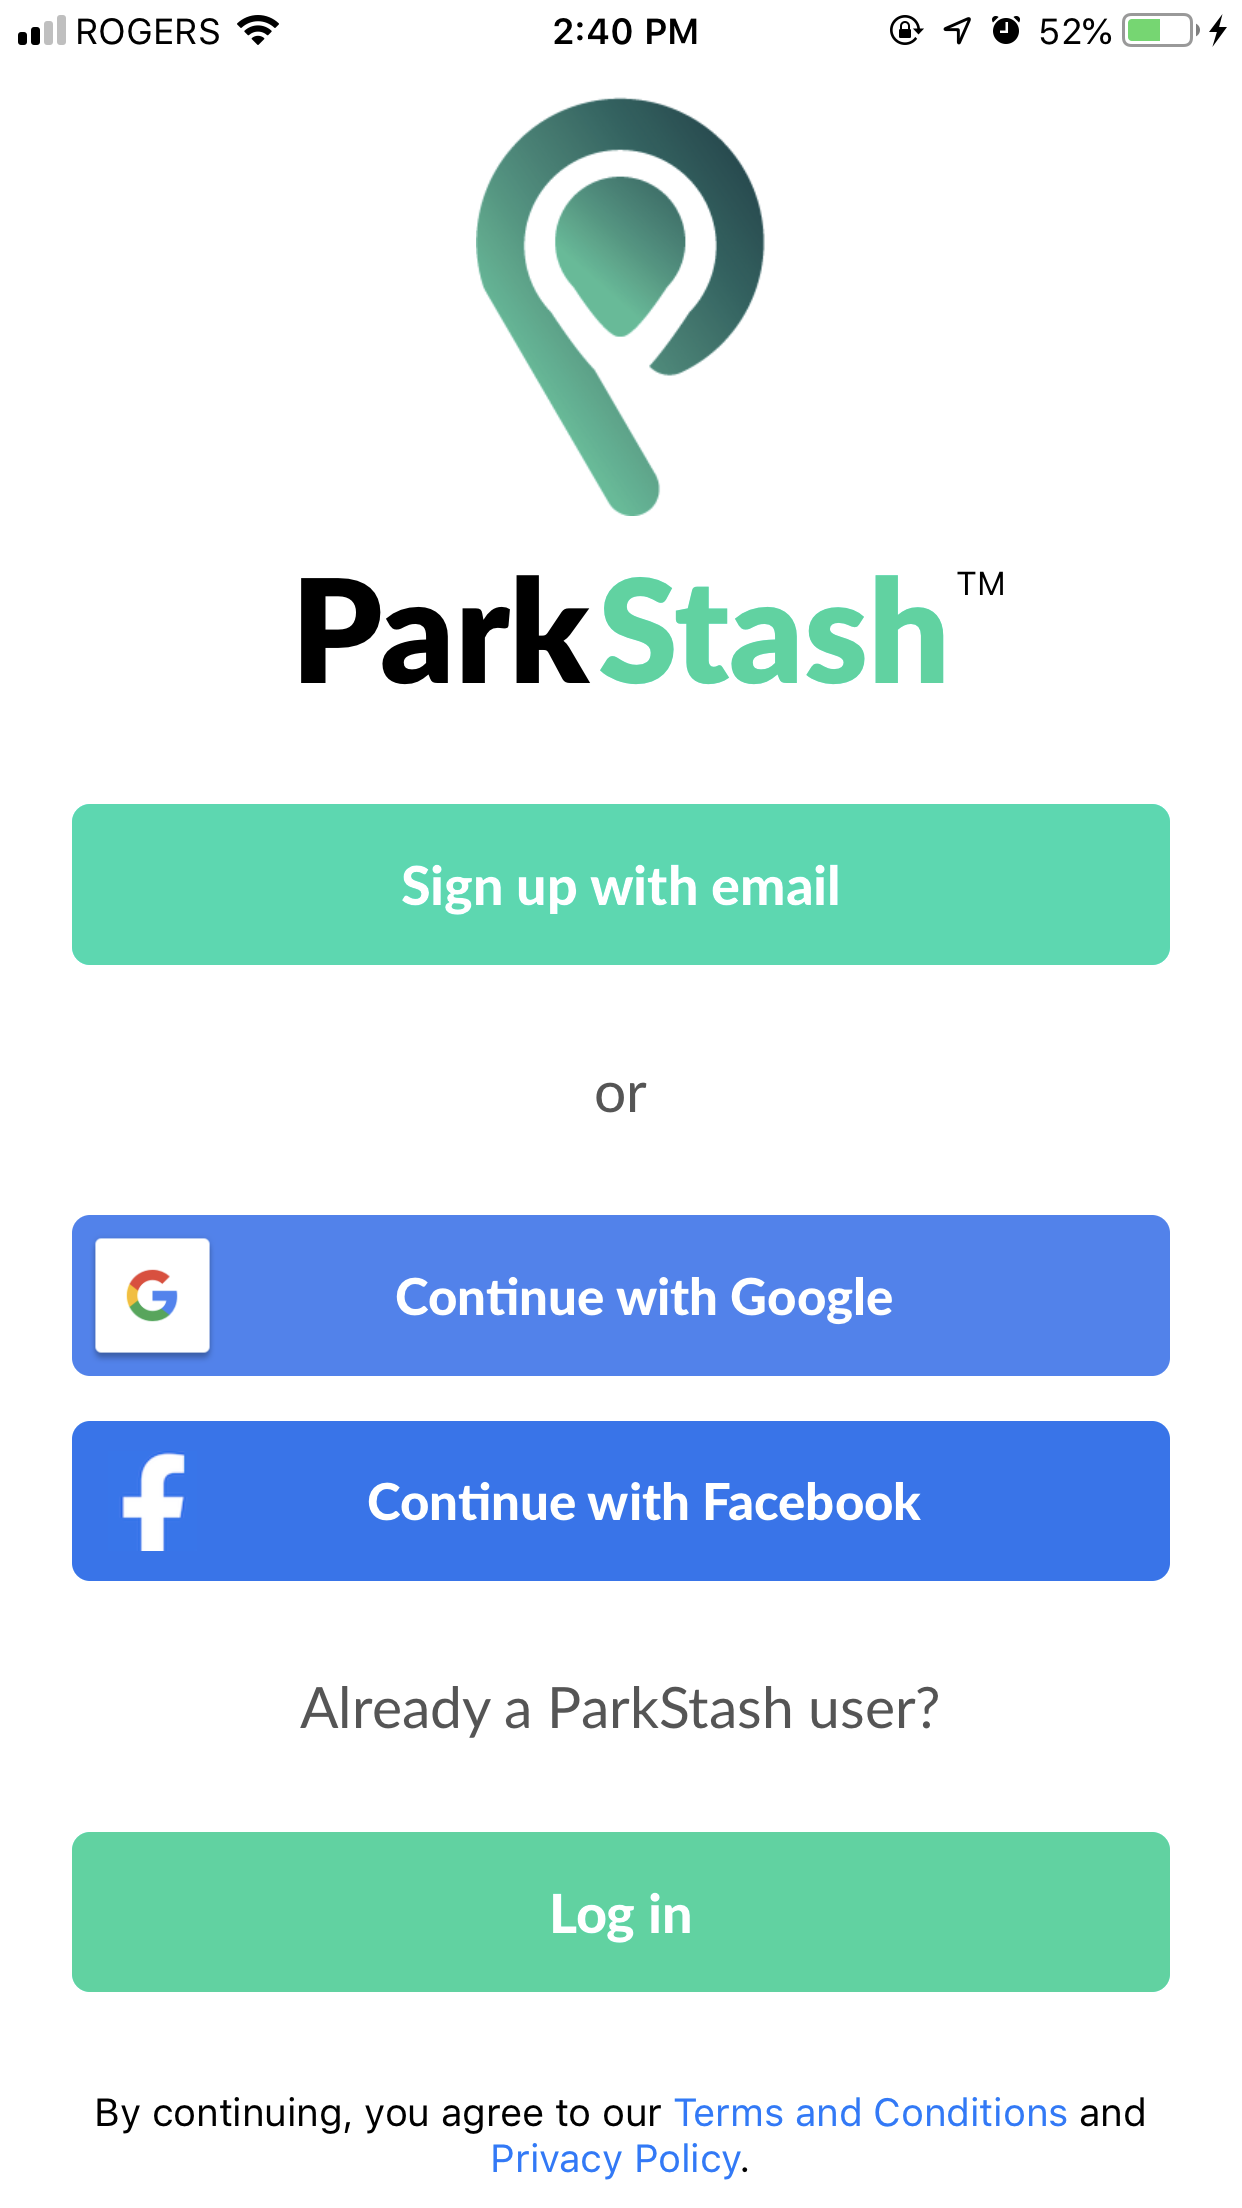 ROGERS 2:40 PM 52%
ParkStash™
Sign up with email
or
Continue with Google
Continue with Facebook
Already a ParkStash user?
Log in
By continuing, you agree to our Terms and Conditions and
Privacy Policy.